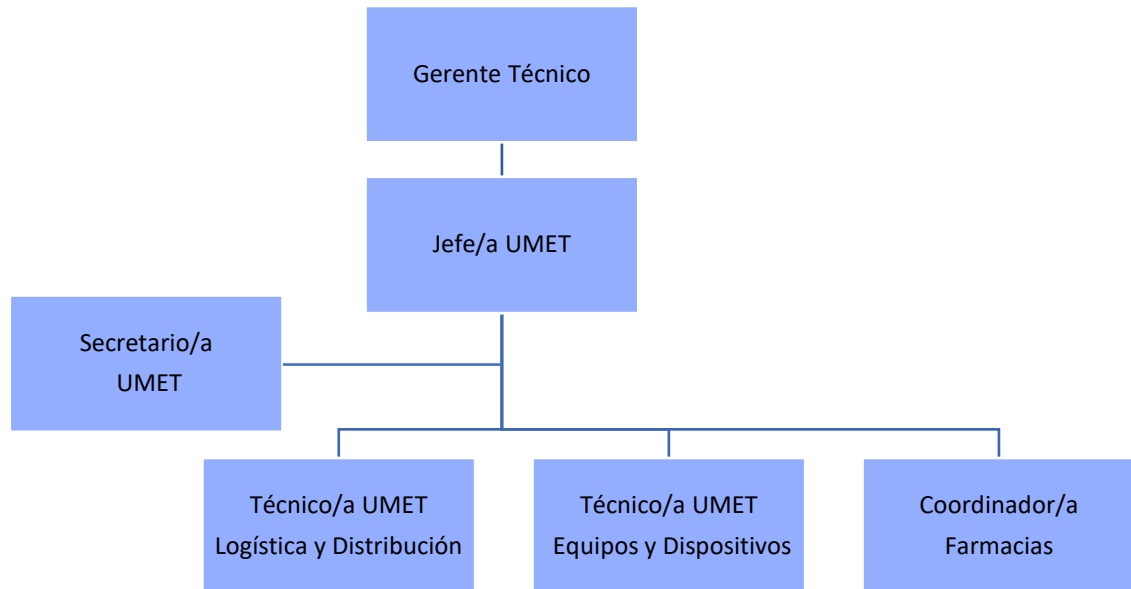 Gerente Técnico
Jefe/a UMET
Secretario/a
UMET
Técnico/a UMET
Logística y Distribución
Técnico/a UMET
Equipos y Dispositivos
Coordinador/a
Farmacias